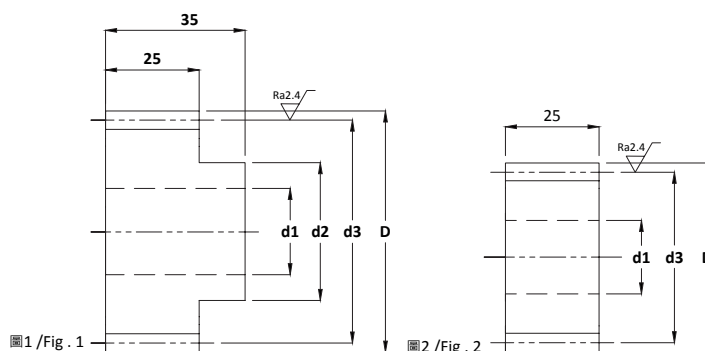 35
25
Ra2.4
d1 d2 d3 D
圖1 /Fig . 1
25
Ra2.4
d1 d3
圖2 /Fig . 2